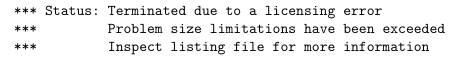 *** Status: Terminated due to a licensing error
*** Problem size limitations have been exceeded
*** Inspect listing file for more information